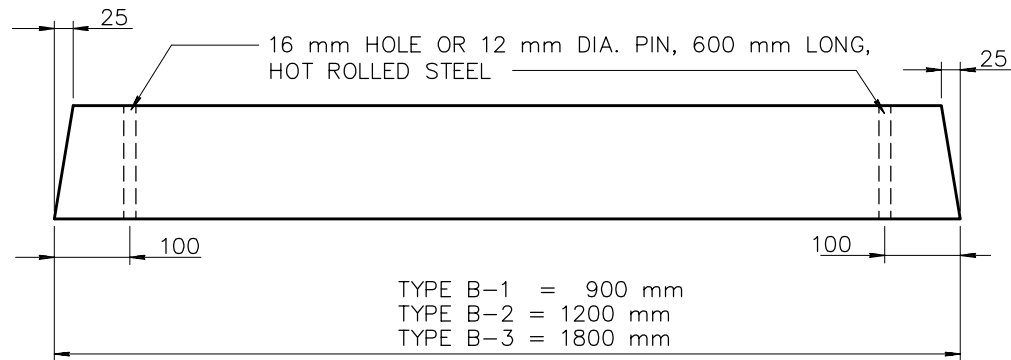 25
16 mm HOLE OR 12 mm DIA. PIN, 600 mm LONG,
HOT ROLLED STEEL
25
100
100
TYPE B-1 = 900 mm
TYPE B-2 = 1200 mm
TYPE B-3 = 1800 mm